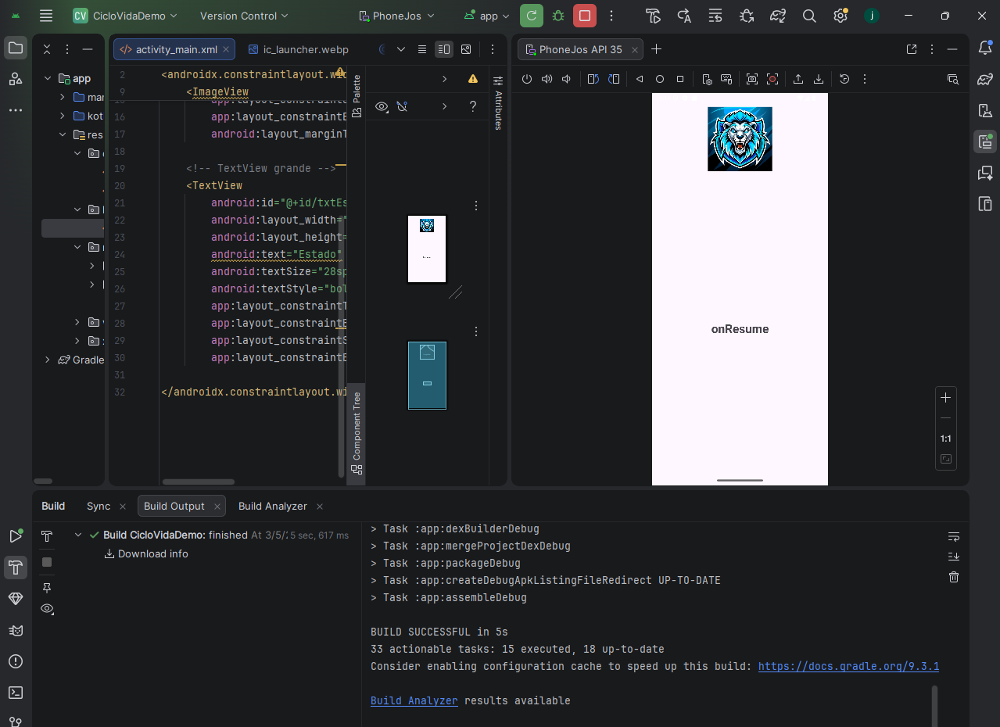 CV CicloVidaDemo
Version Control
PhoneJos
app
j
activity_main.xml
ic_launcher.webp
PhoneJos API 35
app
mar
kot
res
Gradle
2 <androidx.constraintlayout.wid
9 <ImageView
16 app:layout_constraintE
17 android:layout_marginT
18
19 <!-- TextView grande -->
20 <TextView
21 android:id="@+id/txtEs
22 android:layout_width="
23 android:layout_height=
24 android:text="Estado"
25 android:textSize="28sp
26 android:textStyle="bol
27 app:layout_constraintT
28 app:layout_constraintE
29 app:layout_constraintS
30 app:layout_constraintE
31
32 </androidx.constraintlayout.wi
Palette
Component Tree
Attributes
?
onResume
1:1
Build
Sync
Build Output
Build Analyzer
Build CicloVidaDemo: finished At 3/5/ 5 sec, 617 ms
Download info
> Task :app:dexBuilderDebug
> Task :app:mergeProjectDexDebug
> Task :app:packageDebug
> Task :app:createDebugApkListingFileRedirect UP-TO-DATE
> Task :app:assembleDebug
BUILD SUCCESSFUL in 5s
33 actionable tasks: 15 executed, 18 up-to-date
Consider enabling configuration cache to speed up this build: https://docs.gradle.org/9.3.1
Build Analyzer results available